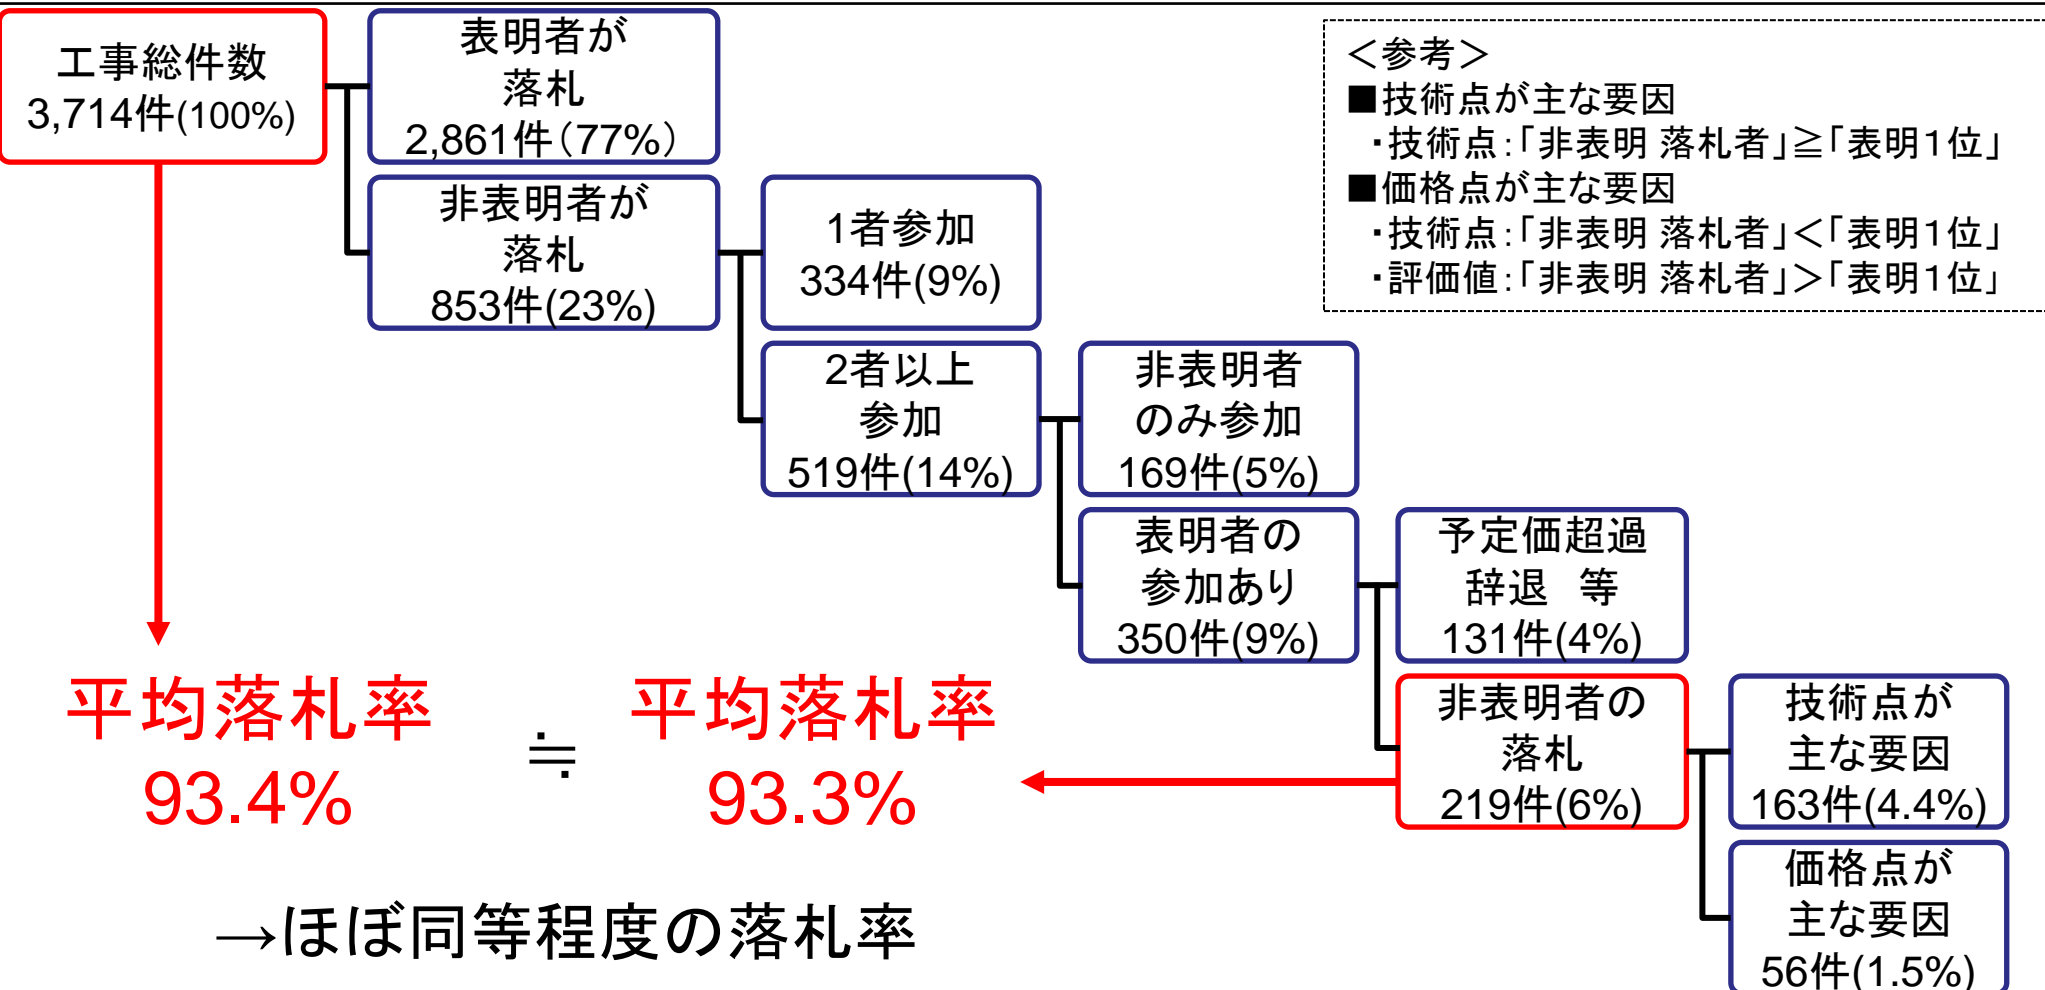 工事総件数
3,714件(100%)
表明者が
落札
2,861件（77%）
非表明者が
落札
853件(23%)
1者参加
334件(9%)
2者以上
参加
519件(14%)
非表明者
のみ参加
169件(5%)
表明者の
参加あり
350件(9%)
予定価超過
辞退　等
131件(4%)
非表明者の
落札
219件(6%)
技術点が
主な要因
163件(4.4%)
価格点が
主な要因
56件(1.5%)
＜参考＞
■技術点が主な要因
・技術点：「非表明 落札者」≧「表明１位」
■価格点が主な要因
・技術点：「非表明 落札者」＜「表明１位」
・評価値：「非表明 落札者」＞「表明１位」
平均落札率
93.4%
≒
平均落札率
93.3%
→ほぼ同等程度の落札率